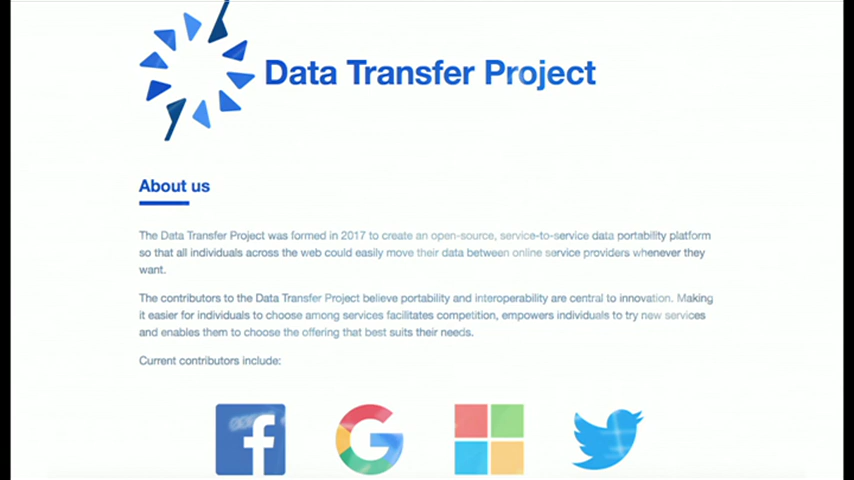 Data Transfer Project
About us
The Data Transfer Project was formed in 2017 to create an open-source, service-to-service data portability platform
so that all individuals across the web could easily move their data between online service providers whenever they
want.
The contributors to the Data Transfer Project believe portability and interoperability are central to innovation. Making
it easier for individuals to choose among services facilitates competition, empowers individuals to try new services
and enables them to choose the offering that best suits their needs.
Current contributors include: